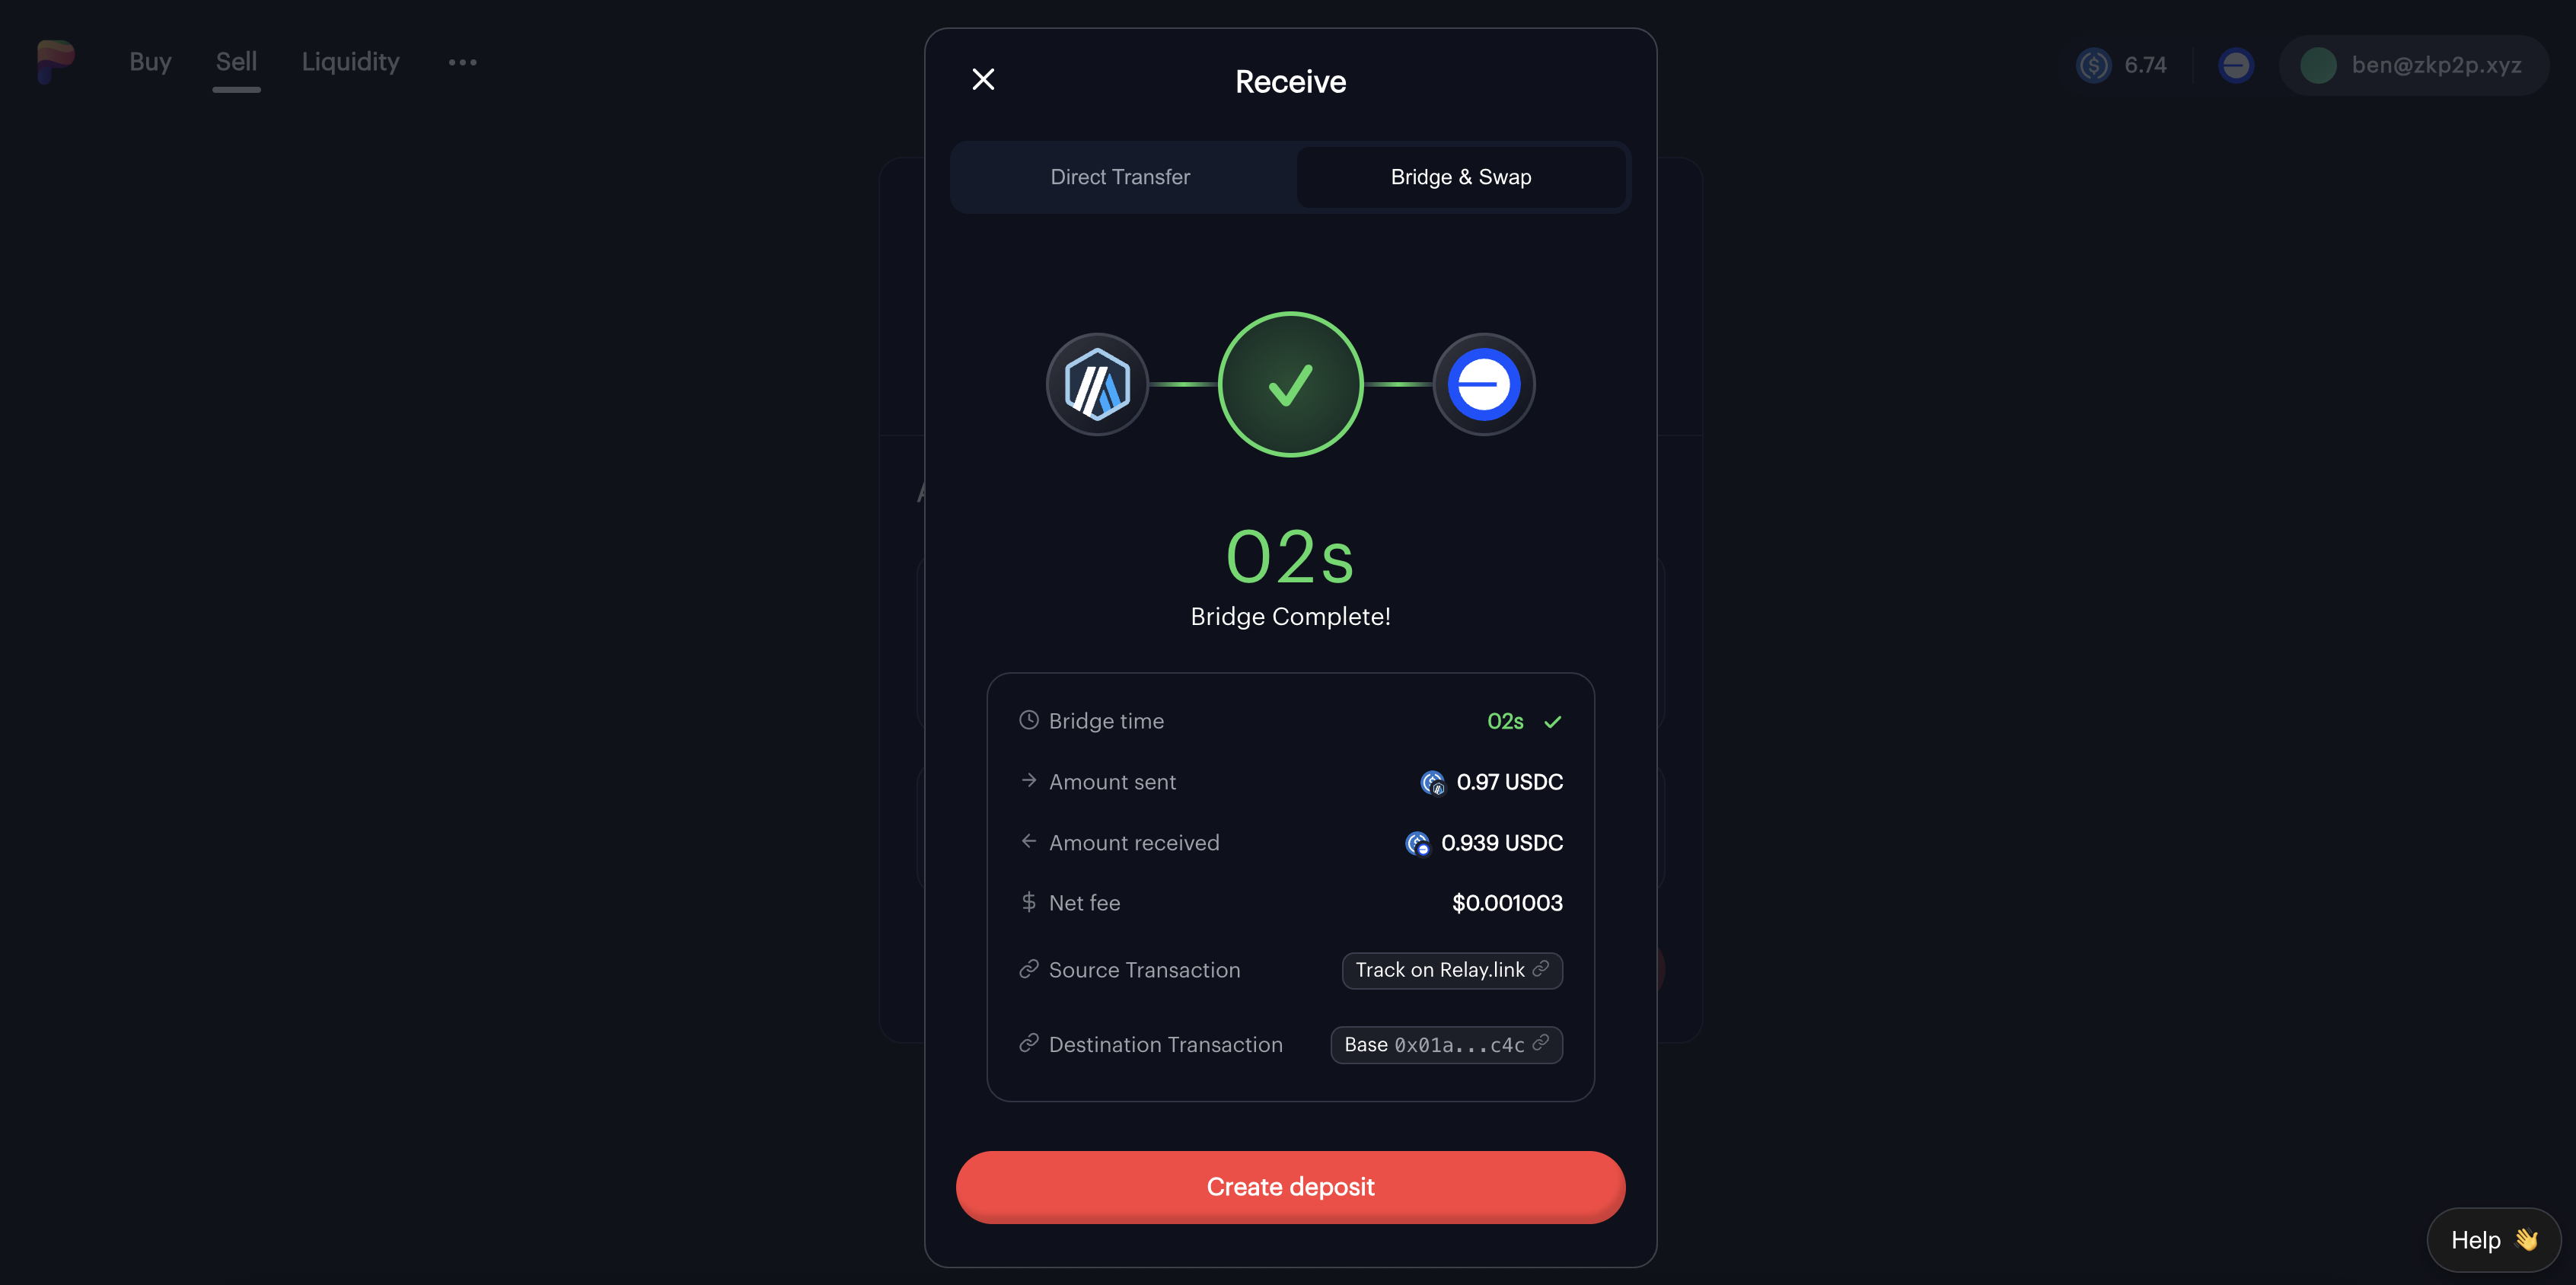 Buy Sell Liquidity
6.74 ben@zkp2p.xyz
Receive
Direct Transfer Bridge & Swap
02s
Bridge Complete!
Bridge time 02s
Amount sent 0.97 USDC
Amount received 0.939 USDC
Net fee $0.001003
Source Transaction Track on Relay.link
Destination Transaction Base 0x01a...c4c
Create deposit
Help 👋